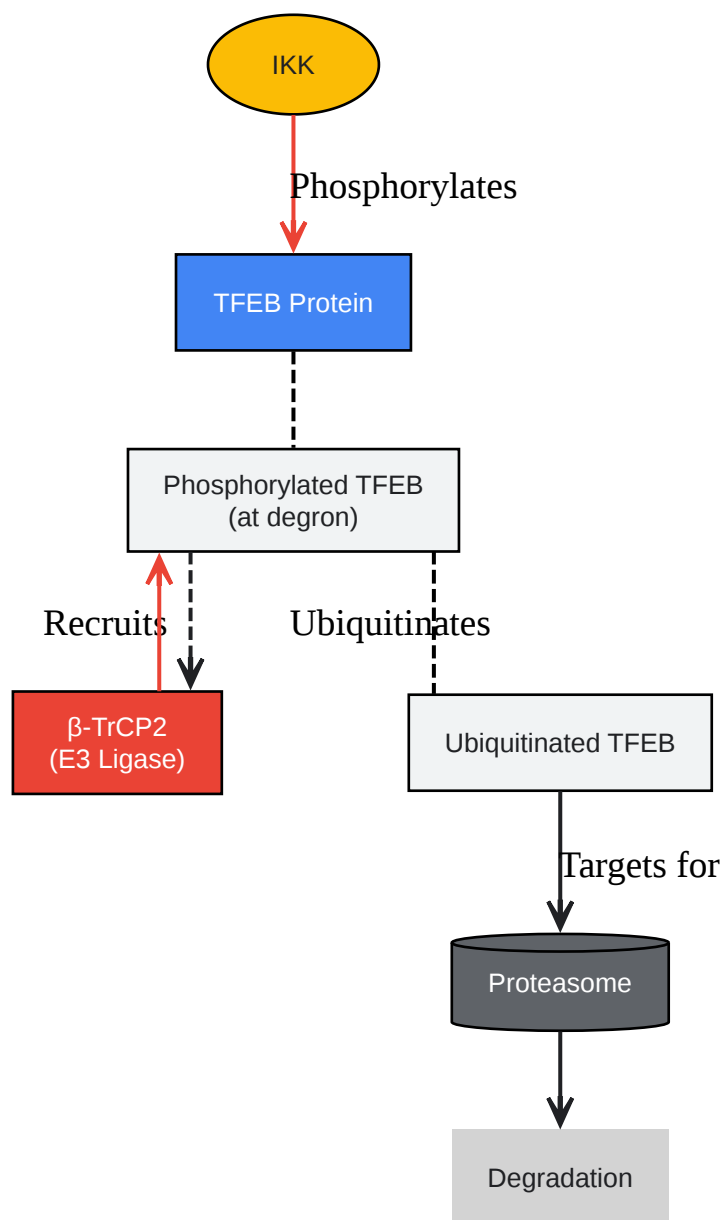 IKK
Phosphorylates
TFEB Protein
Phosphorylated TFEB
(at degron)
Recruits
Ubiquitinates
β-TrCP2
(E3 Ligase)
Ubiquitinated TFEB
Targets for
Proteasome
Degradation